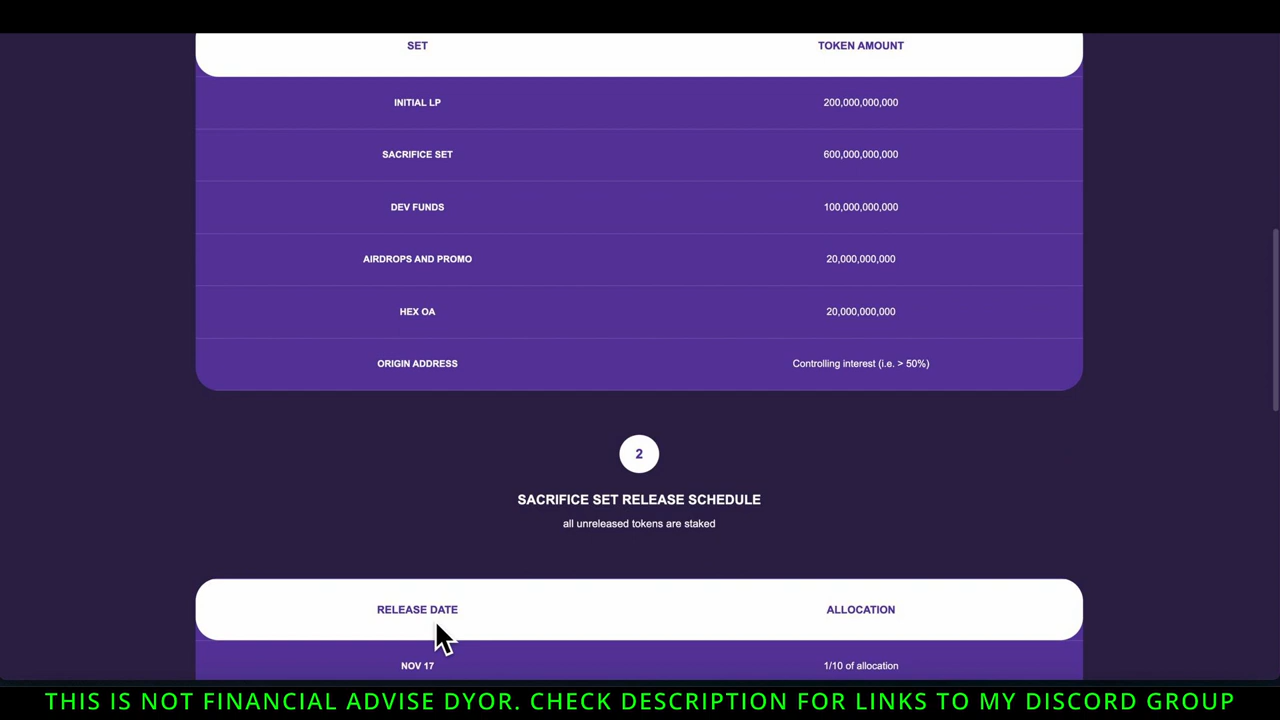 SET TOKEN AMOUNT
INITIAL LP 200,000,000,000
SACRIFICE SET 600,000,000,000
DEV FUNDS 100,000,000,000
AIRDROPS AND PROMO 20,000,000,000
HEX OA 20,000,000,000
ORIGIN ADDRESS Controlling interest (i.e. > 50%)
2
SACRIFICE SET RELEASE SCHEDULE
all unreleased tokens are staked
RELEASE DATE ALLOCATION
NOV 17 1/10 of allocation
THIS IS NOT FINANCIAL ADVISE DYOR. CHECK DESCRIPTION FOR LINKS TO MY DISCORD GROUP